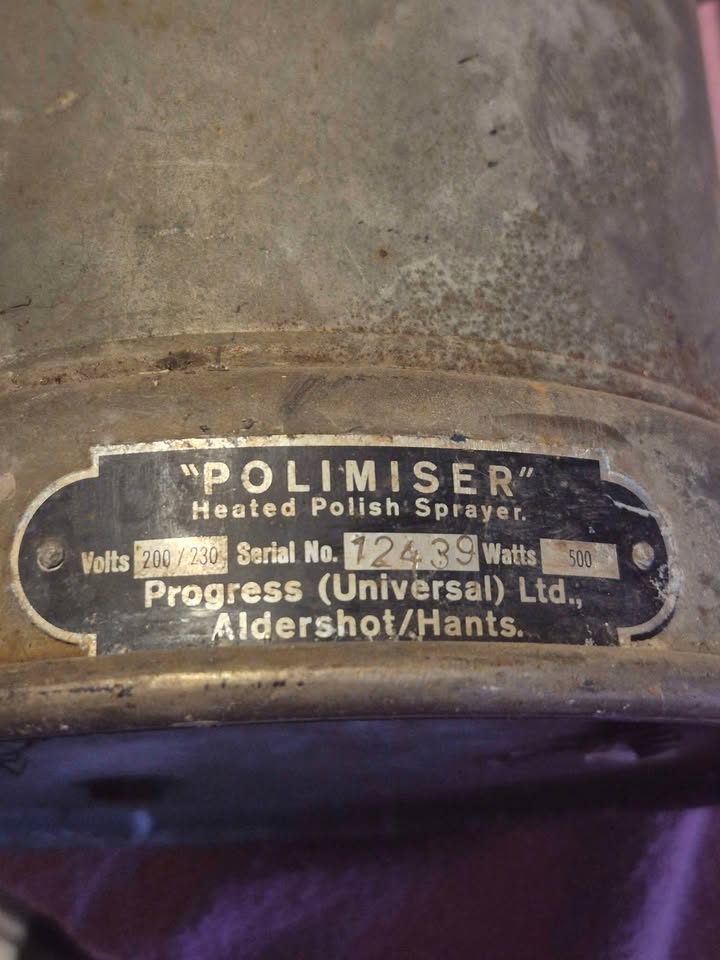 "POLIMISER"
Heated Polish Sprayer.
Volts 200/230 Serial No. 12439 Watts 500
Progress (Universal) Ltd.,
Aldershot/Hants.